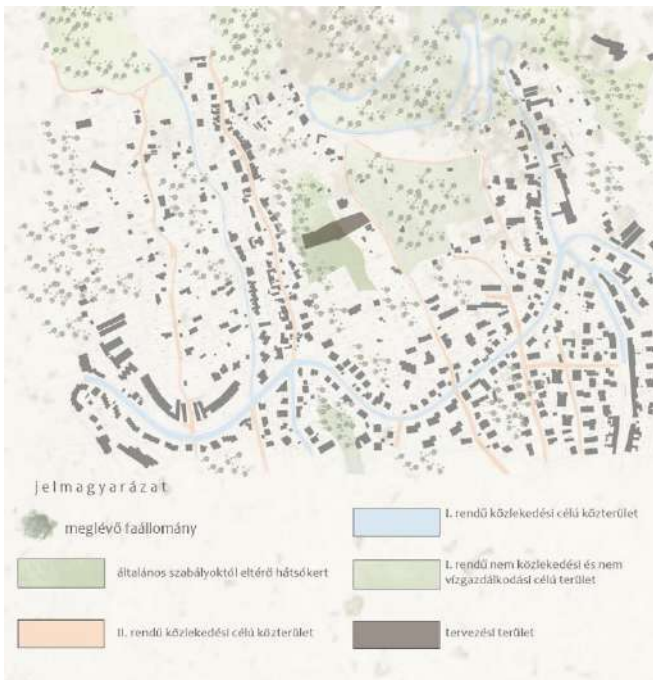 jelmagyarázat
meglévő faállomány
általános szabályoktól eltérő hátsókert
II. rendű közlekedési célú közterület
I. rendű közlekedési célú közterület
I. rendű nem közlekedési és nem
vízgazdálkodási célú terület
tervezési terület